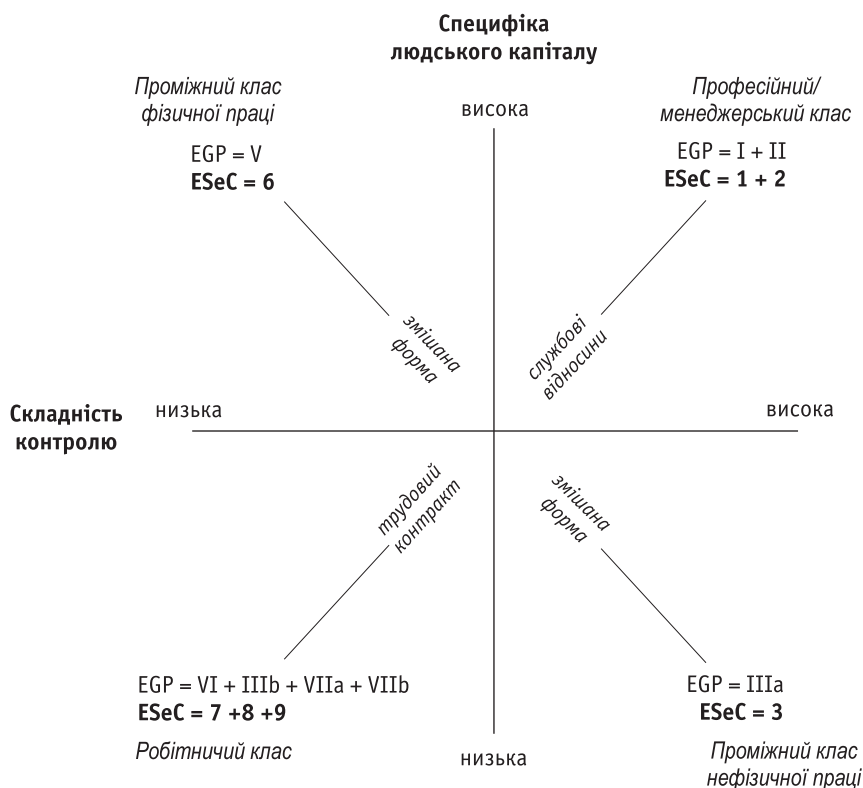 Специфіка
людського капіталу
Проміжний клас
фізичної праці
висока
Професійний/
менеджерський клас
EGP = V
ESeC = 6
EGP = I + II
ESeC = 1 + 2
змішана
форма
службові
відносини
Складність
контролю
низька
висока
трудовий
контракт
змішана
форма
EGP = VI + IIIb + VIIa + VIIb
ESeC = 7 +8 +9
Робітничий клас
EGP = IIIa
ESeC = 3
низька
Проміжний клас
нефізичної праці